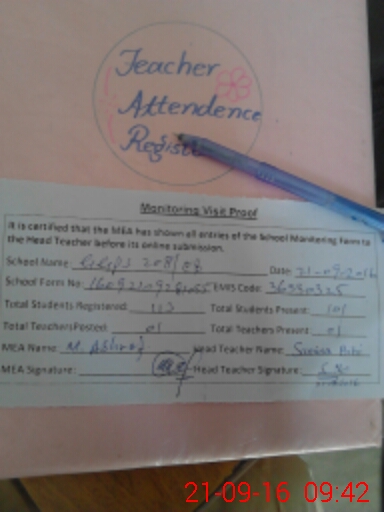 Teacher
Attendence
Register
Monitoring Visit Proof
It is certified that the MEA has shown all entries of the School Monitoring Form to
the Head Teacher before its online submission.
School Name: 208/ Date: 21-09-2016
School Form No: EMIS Code:
Total Students Registered: 113 Total Students Present: 101
Total Teachers Posted: 01 Total Teachers Present: 01
MEA Name: M. Ashraf Head Teacher Name: Bibi
MEA Signature: Head Teacher Signature:
21-09-16 09:42